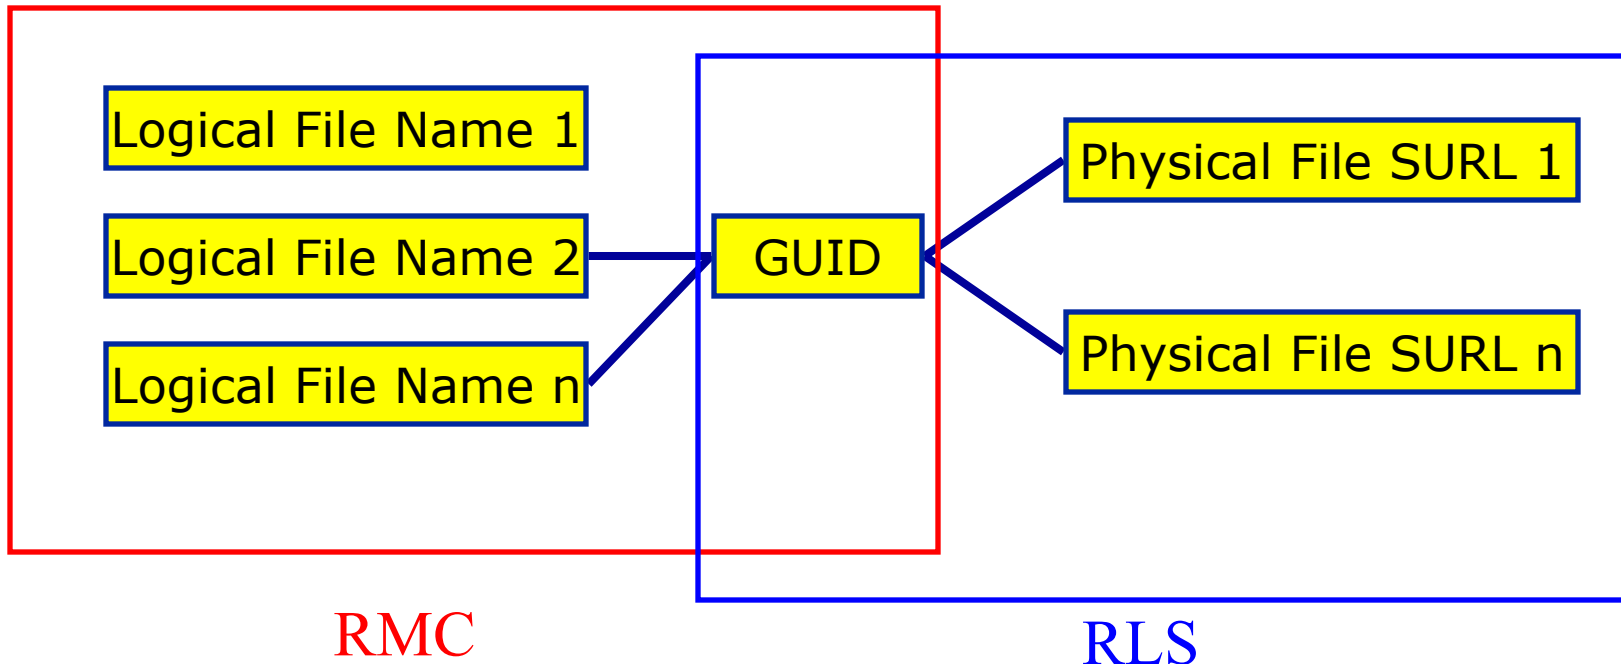 Logical File Name 1
Physical File SURL 1
Logical File Name 2
GUID
Logical File Name n
Physical File SURL n
RMC
RLS